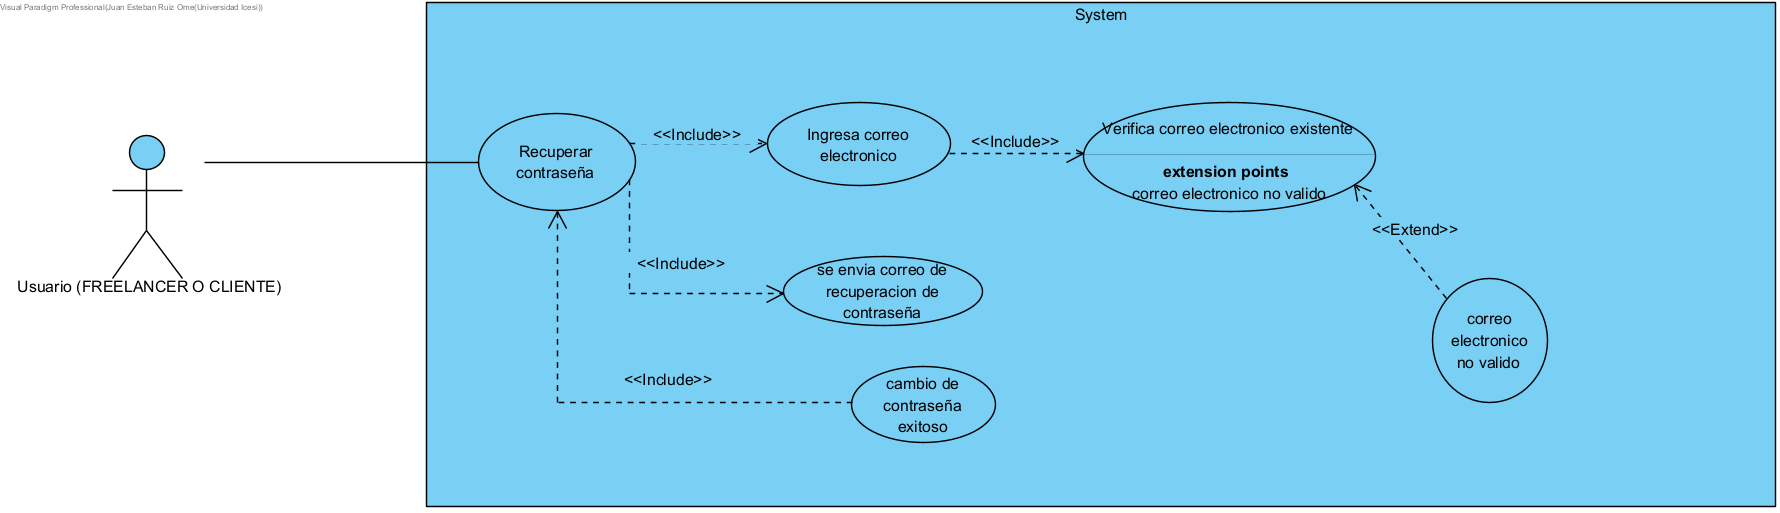 Visual Paradigm Professional(Juan Esteban Ruiz Ome(Universidad Icesi))
System
Usuario (FREELANCER O CLIENTE)
Recuperar
contraseña
<<Include>>
Ingresa correo
electronico
<<Include>>
Verifica correo electronico existente
extension points
correo electronico no valido
<<Extend>>
correo
electronico
no valido
<<Include>>
se envia correo de
recuperacion de
contraseña
<<Include>>
cambio de
contraseña
exitoso